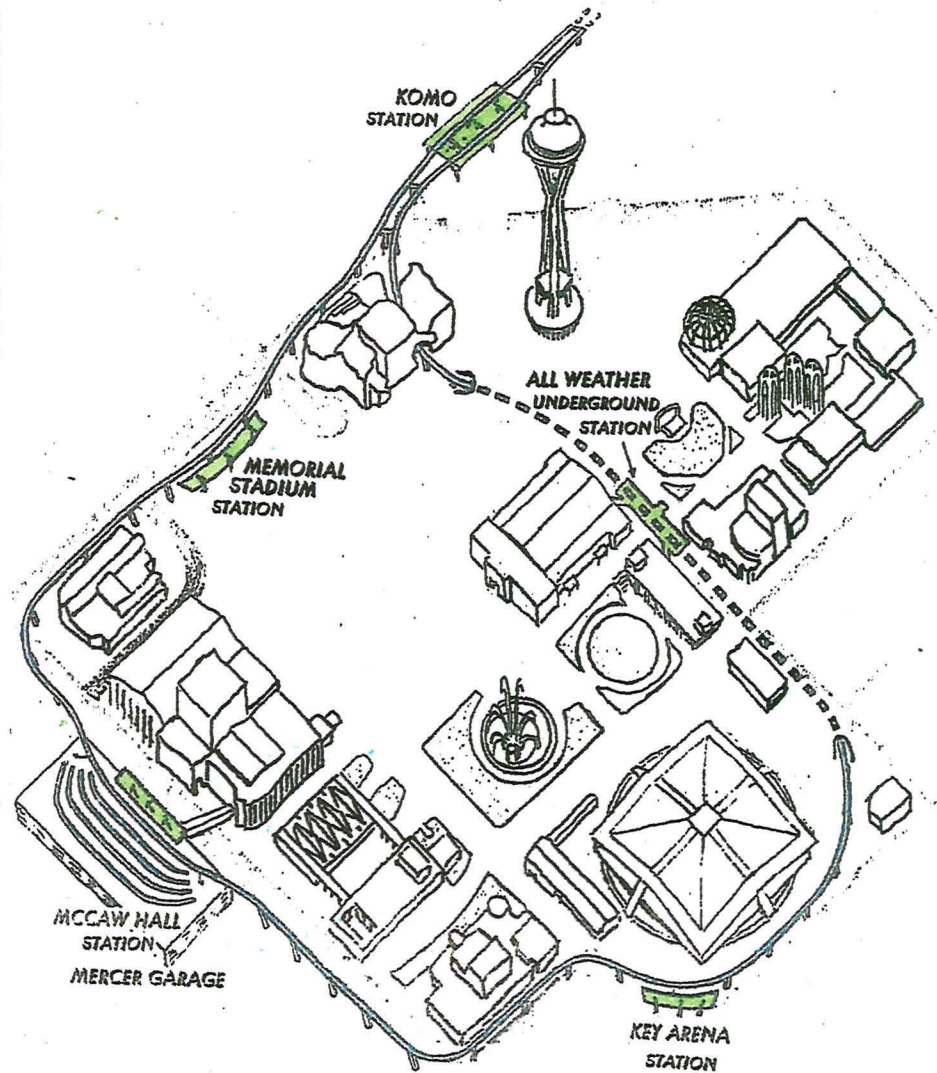 KOMO
STATION
ALL WEATHER
UNDERGROUND
STATION
MEMORIAL
STADIUM
STATION
MCCAW HALL
STATION
MERCER GARAGE
KEY ARENA
STATION